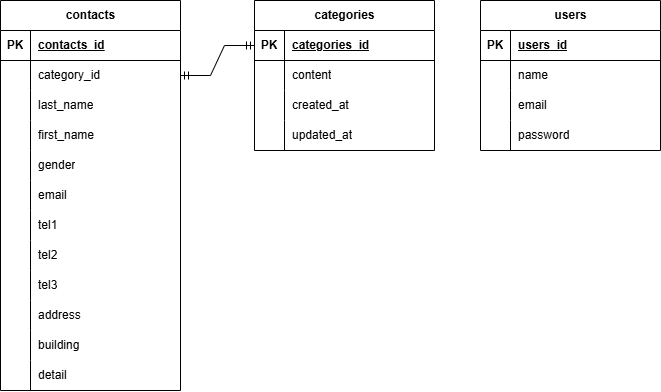 contacts
PK contacts_id
category_id
last_name
first_name
gender
email
tel1
tel2
tel3
address
building
detail
categories
PK categories_id
content
created_at
updated_at
users
PK users_id
name
email
password